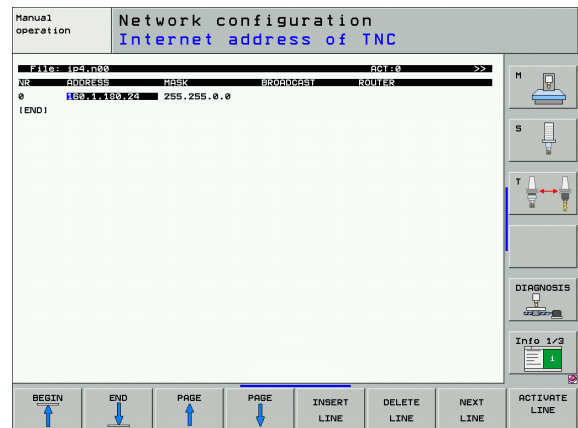 Manual operation
Network configuration
Internet address of TNC
File: ip4.n00 ACT:0 >>
NR ADDRESS MASK BROADCAST ROUTER
0 160.1.180.24 255.255.0.0
[END]
M
S
T
DIAGNOSIS
Info 1/3
i
BEGIN
END
PAGE
PAGE
INSERT LINE
DELETE LINE
NEXT LINE
ACTIVATE LINE